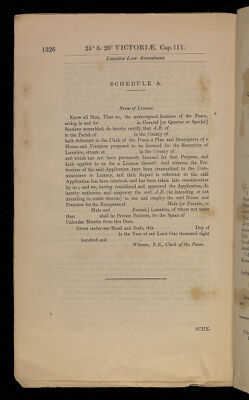 1326
25° & 26° VICTORIÆ, Cap. 111.
Lunatics Law Amendment.
SCHEDULE A.
Form of Licence
Know all Men, That we, the undersigned Justices of the Peace,
acting in and for in General [or Quarter or Special]
Sessions assembled, do hereby certify that A.B. of
in the Parish of in the County of
hath delivered to the Clerk of the Peace a Plan and Description of a
House and Premises proposed to be licensed for the Reception of
Lunatics, situate at in the County of
and which has not been previously licensed for that Purpose, and
hath applied to us for a Licence thereof: And whereas the Par-
ticulars of the said Application have been transmitted to the Com-
missioners in Lunacy, and their Report in reference to the said
Application has been received, and has been taken into consideration
by us; and we, having considered and approved the Application, do
hereby authorize and empower the said A.B. (he intending or not
intending to reside therein) to use and employ the said House and
Premises for the Reception of Male [or Female, or
Male and Female] Lunatics, of whom not more
than shall be Private Patients, for the Space of
Calendar Months from this Date.
Given under our Hand and Seals, this Day of
in the Year of our Lord One thousand eight
hundred and
Witness, Y.Z., Clerk of the Peace.
SCHE-